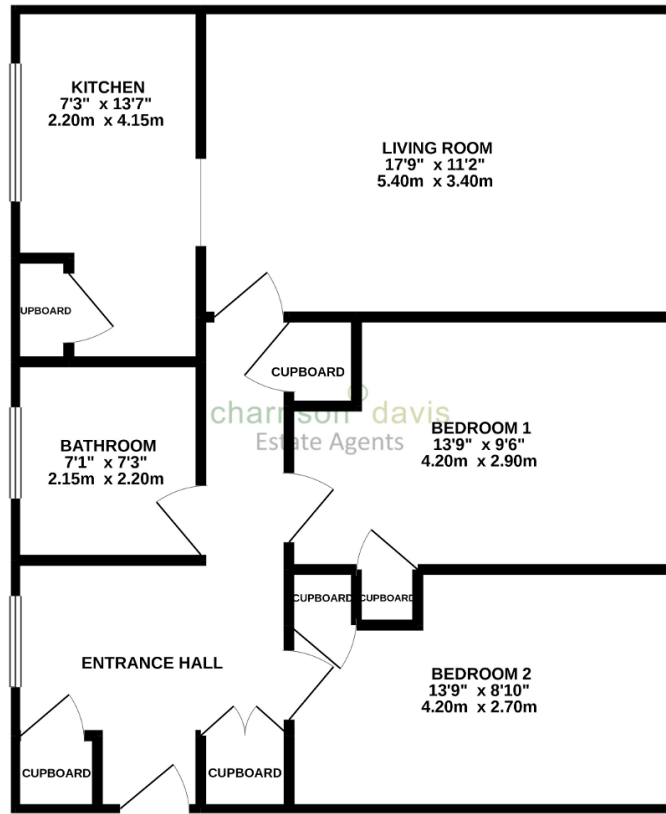 KITCHEN
7'3" x 13'7"
2.20m x 4.15m
LIVING ROOM
17'9" x 11'2"
5.40m x 3.40m
UPBOARD
CUPBOARD
charrison davis
Estate Agents
BATHROOM
7'1" x 7'3"
2.15m x 2.20m
BEDROOM 1
13'9" x 9'6"
4.20m x 2.90m
CUPBOARD
CUPBOARD
ENTRANCE HALL
BEDROOM 2
13'9" x 8'10"
4.20m x 2.70m
CUPBOARD
CUPBOARD